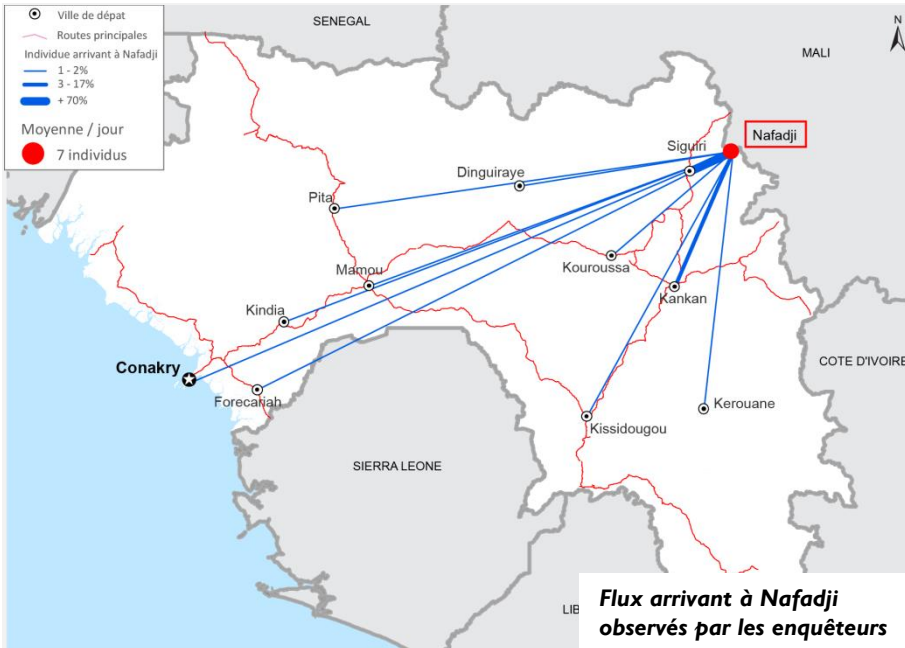 Ville de dépat
Routes principales
Individue arrivant à Nafadji
1 - 2%
3 - 17%
+ 70%
Moyenne / jour
7 individus
SENEGAL
N
MALI
Nafadji
Siguiri
Dinguiraye
Pita
Kouroussa
Mamou
Kankan
Kindia
Conakry
Forecariah
COTE D'IVOIRE
Kerouane
Kissidougou
SIERRA LEONE
LIB
Flux arrivant à Nafadji
observés par les enquêteurs